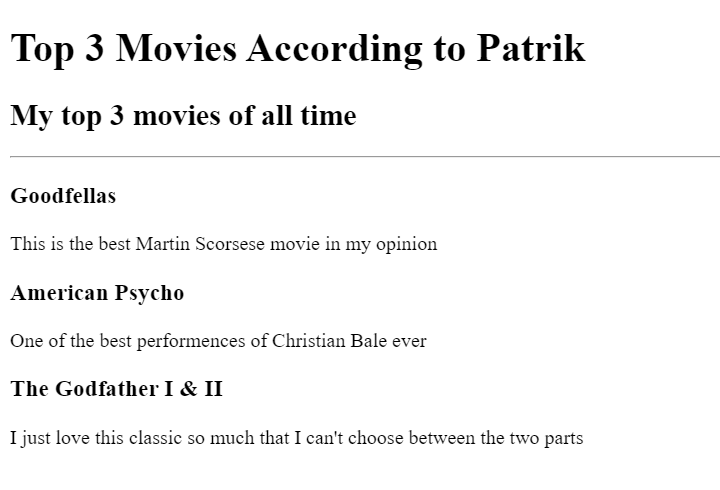 Top 3 Movies According to Patrik
My top 3 movies of all time
Goodfellas
This is the best Martin Scorsese movie in my opinion
American Psycho
One of the best performences of Christian Bale ever
The Godfather I & II
I just love this classic so much that I can't choose between the two parts